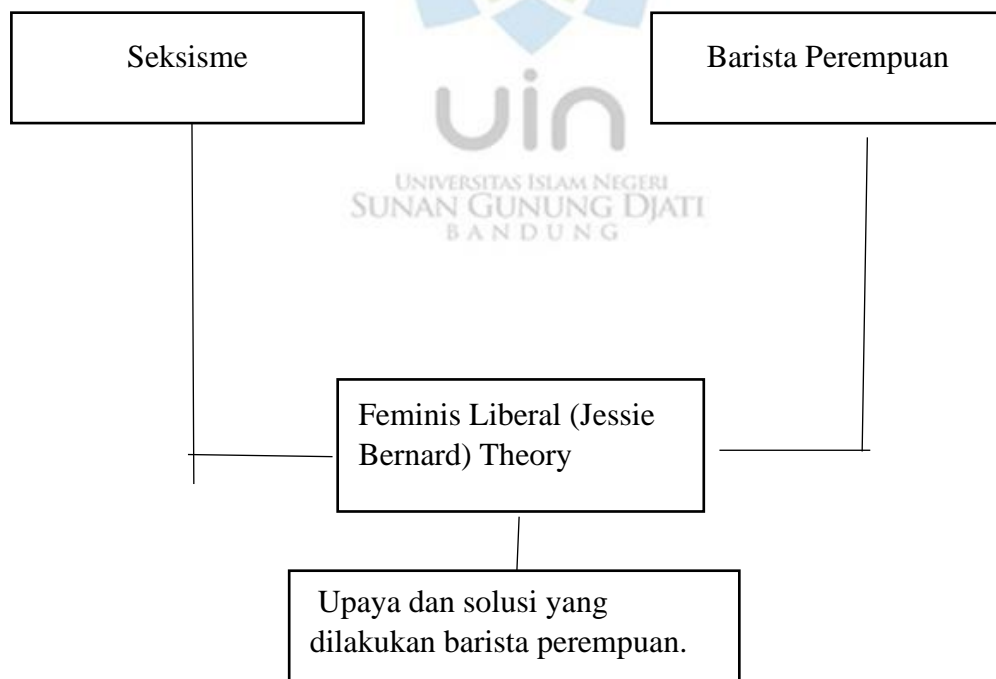 Seksisme
Barista Perempuan
uin
UNIVERSITAS ISLAM NEGERI
SUNAN GUNUNG DJATI
BANDUNG
Feminis Liberal (Jessie
Bernard) Theory
Upaya dan solusi yang
dilakukan barista perempuan.